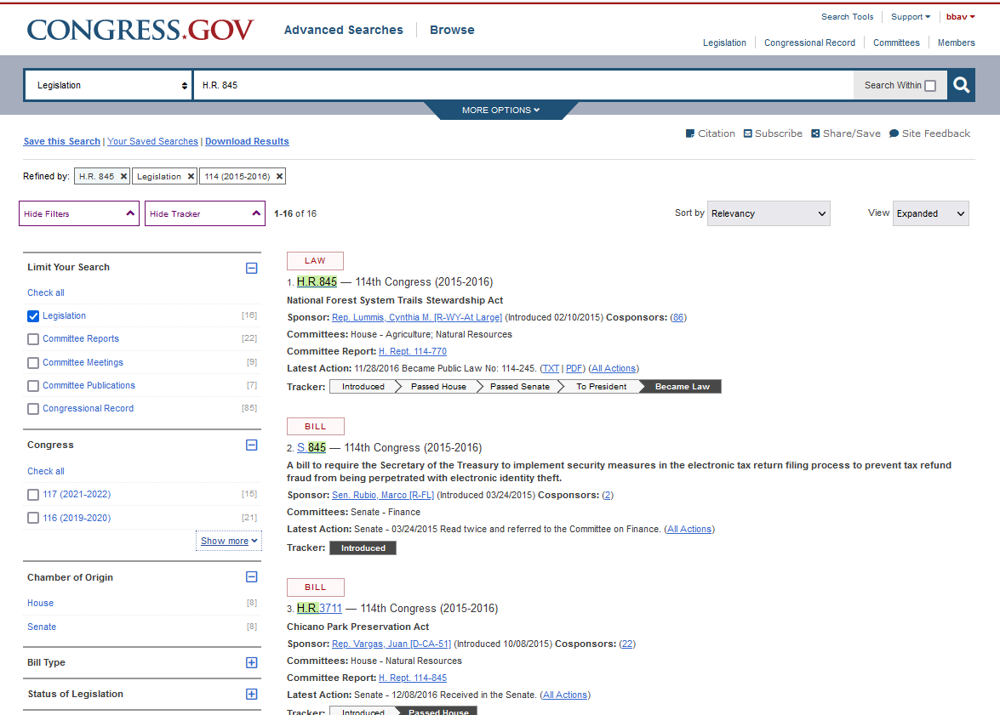 CONGRESS.GOV
Advanced Searches
Browse
Search Tools
Support
bbav
Legislation
Congressional Record
Committees
Members
Legislation
H.R. 845
Search Within
MORE OPTIONS
Save this Search | Your Saved Searches | Download Results
Citation
Subscribe
Share/Save
Site Feedback
Refined by:
H.R. 845 ×
Legislation ×
114 (2015-2016) ×
Hide Filters
Hide Tracker
1-16 of 16
Sort by
Relevancy
View
Expanded
Limit Your Search
Check all
Legislation [16]
Committee Reports [22]
Committee Meetings [9]
Committee Publications [7]
Congressional Record [85]
Congress
Check all
117 (2021-2022) [15]
116 (2019-2020) [21]
Show more
Chamber of Origin
House [8]
Senate [8]
Bill Type
Status of Legislation
LAW
1. H.R.845 — 114th Congress (2015-2016)
National Forest System Trails Stewardship Act
Sponsor: Rep. Lummis, Cynthia M. [R-WY-At Large] (Introduced 02/10/2015) Cosponsors: (86)
Committees: House - Agriculture; Natural Resources
Committee Report: H. Rept. 114-770
Latest Action: 11/28/2016 Became Public Law No: 114-245. (TXT | PDF) (All Actions)
Tracker: Introduced Passed House Passed Senate To President Became Law
BILL
2. S.845 — 114th Congress (2015-2016)
A bill to require the Secretary of the Treasury to implement security measures in the electronic tax return filing process to prevent tax refund
fraud from being perpetrated with electronic identity theft.
Sponsor: Sen. Rubio, Marco [R-FL] (Introduced 03/24/2015) Cosponsors: (2)
Committees: Senate - Finance
Latest Action: Senate - 03/24/2015 Read twice and referred to the Committee on Finance. (All Actions)
Tracker: Introduced
BILL
3. H.R.3711 — 114th Congress (2015-2016)
Chicano Park Preservation Act
Sponsor: Rep. Vargas, Juan [D-CA-51] (Introduced 10/08/2015) Cosponsors: (22)
Committees: House - Natural Resources
Committee Report: H. Rept. 114-845
Latest Action: Senate - 12/08/2016 Received in the Senate. (All Actions)
Tracker: Introduced Passed House